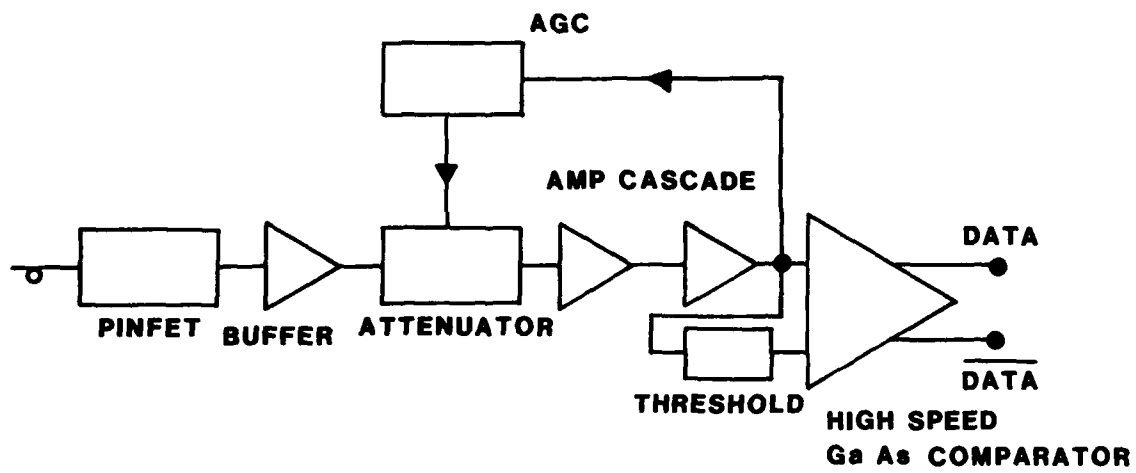 AGC
AMP CASCADE
PINFET
BUFFER
ATTENUATOR
THRESHOLD
DATA
DATA
HIGH SPEED
Ga As COMPARATOR